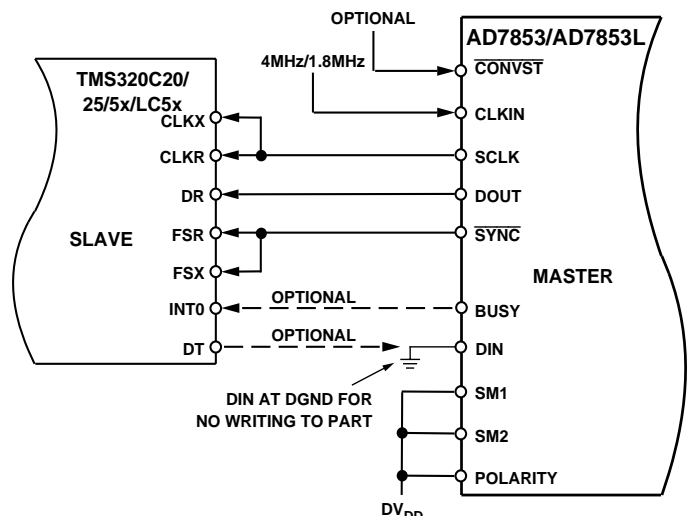 OPTIONAL
4MHz/1.8MHz
TMS320C20/
25/5x/LC5x
CLKX
CLKR
DR
FSR
FSX
INT0
DT
SLAVE
AD7853/AD7853L
CONVST
CLKIN
SCLK
DOUT
SYNC
BUSY
DIN
SM1
SM2
POLARITY
MASTER
OPTIONAL
OPTIONAL
DIN AT DGND FOR
NO WRITING TO PART
DVDD